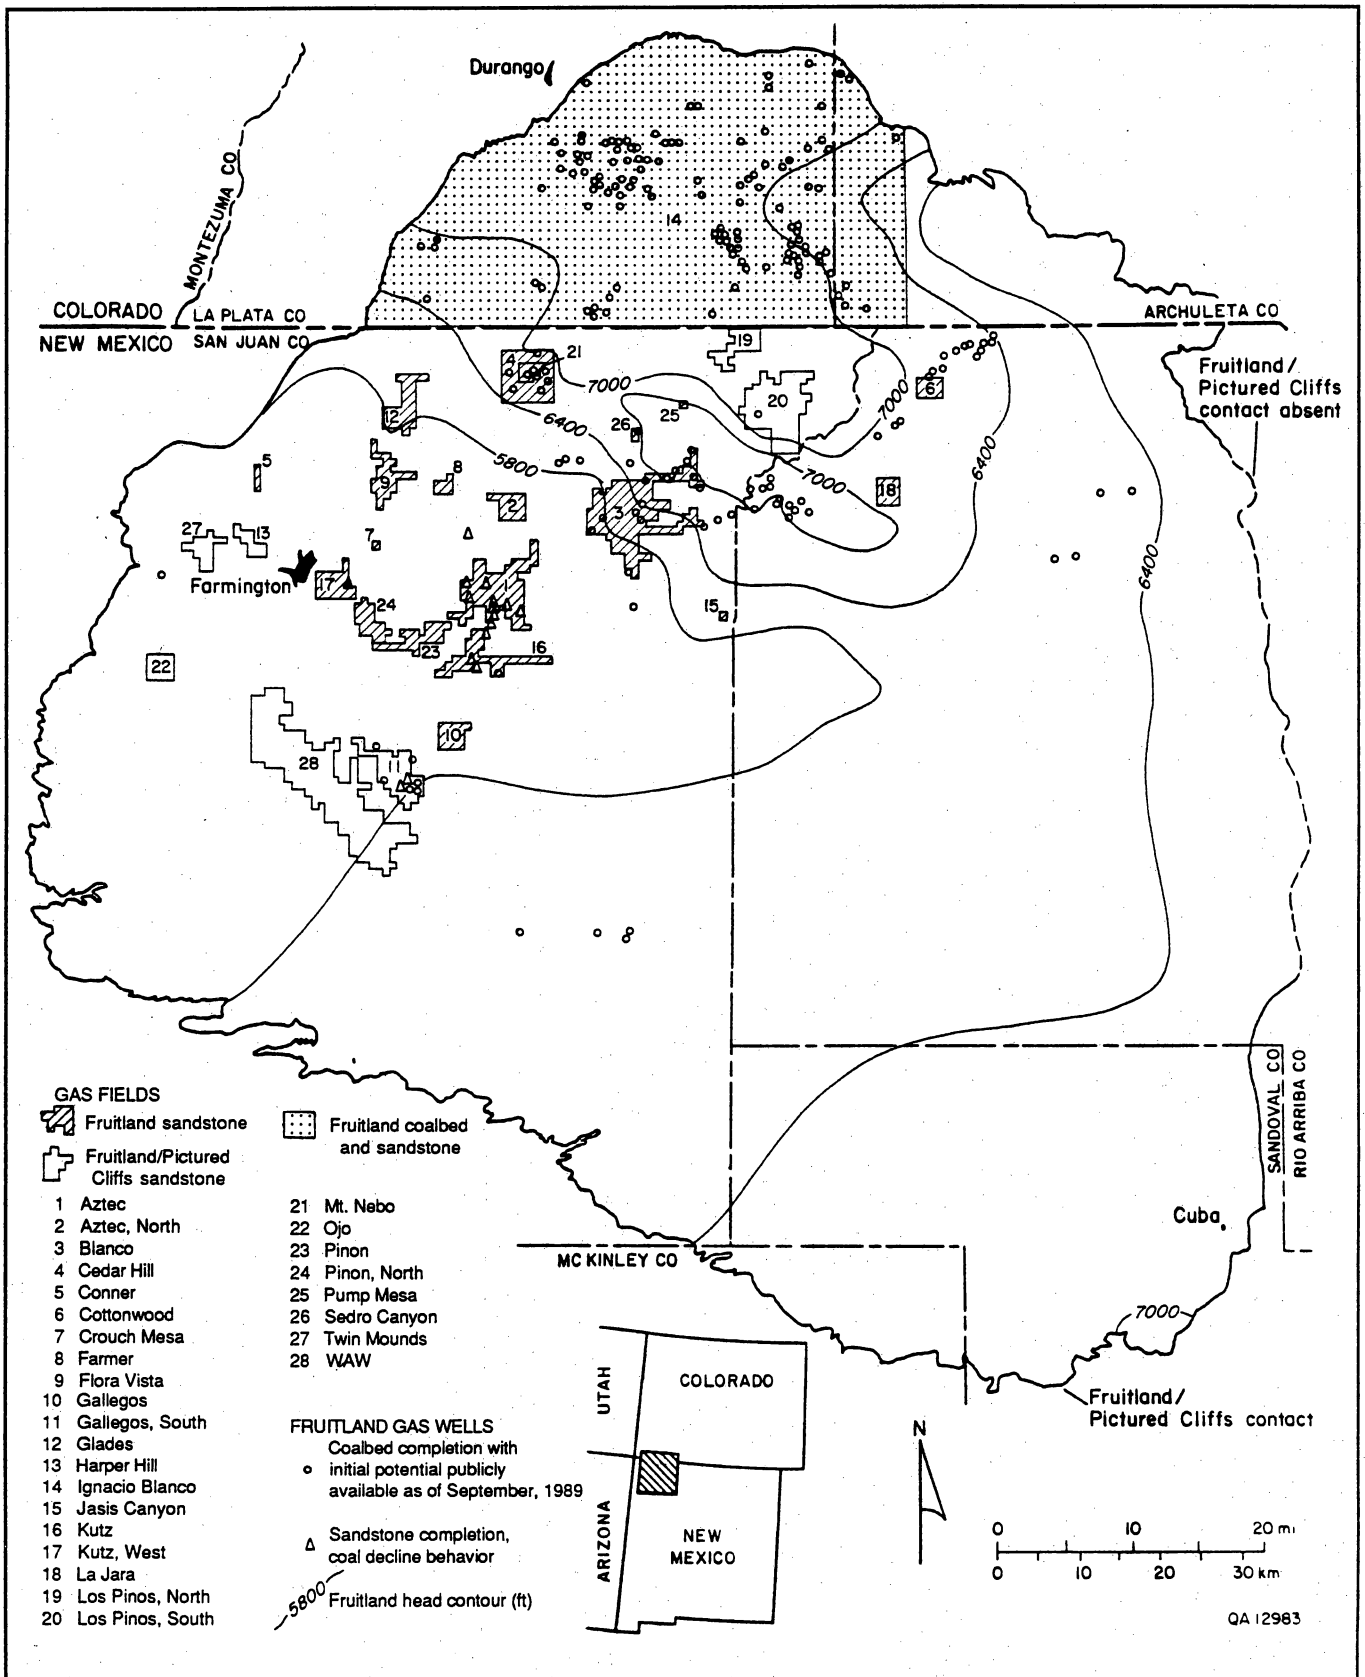 Durango
MONTEZUMA CO
14
COLORADO
LA PLATA CO
ARCHULETA CO
NEW MEXICO
SAN JUAN CO
Fruitland/
Pictured Cliffs
contact absent
4
21
19
7000
6
12
25
20
7000
6400
26
5
8
5800
6400
9
2
3
7000
18
27
13
7
6400
Farmington
17
1
24
15
23
16
22
10
28
11
SANDOVAL CO
RIO ARRIBA CO
Cuba
MC KINLEY CO
7000
Fruitland/
Pictured Cliffs contact
GAS FIELDS
Fruitland sandstone
Fruitland/Pictured
Cliffs sandstone
Fruitland coalbed
and sandstone
1 Aztec
2 Aztec, North
3 Blanco
4 Cedar Hill
5 Conner
6 Cottonwood
7 Crouch Mesa
8 Farmer
9 Flora Vista
10 Gallegos
11 Gallegos, South
12 Glades
13 Harper Hill
14 Ignacio Blanco
15 Jasis Canyon
16 Kutz
17 Kutz, West
18 La Jara
19 Los Pinos, North
20 Los Pinos, South
21 Mt. Nebo
22 Ojo
23 Pinon
24 Pinon, North
25 Pump Mesa
26 Sedro Canyon
27 Twin Mounds
28 WAW
FRUITLAND GAS WELLS
Coalbed completion with
initial potential publicly
available as of September, 1989
Sandstone completion,
coal decline behavior
5800
Fruitland head contour (ft)
UTAH
COLORADO
ARIZONA
NEW
MEXICO
N
0 10 20 mi
0 10 20 30 km
QA 12983